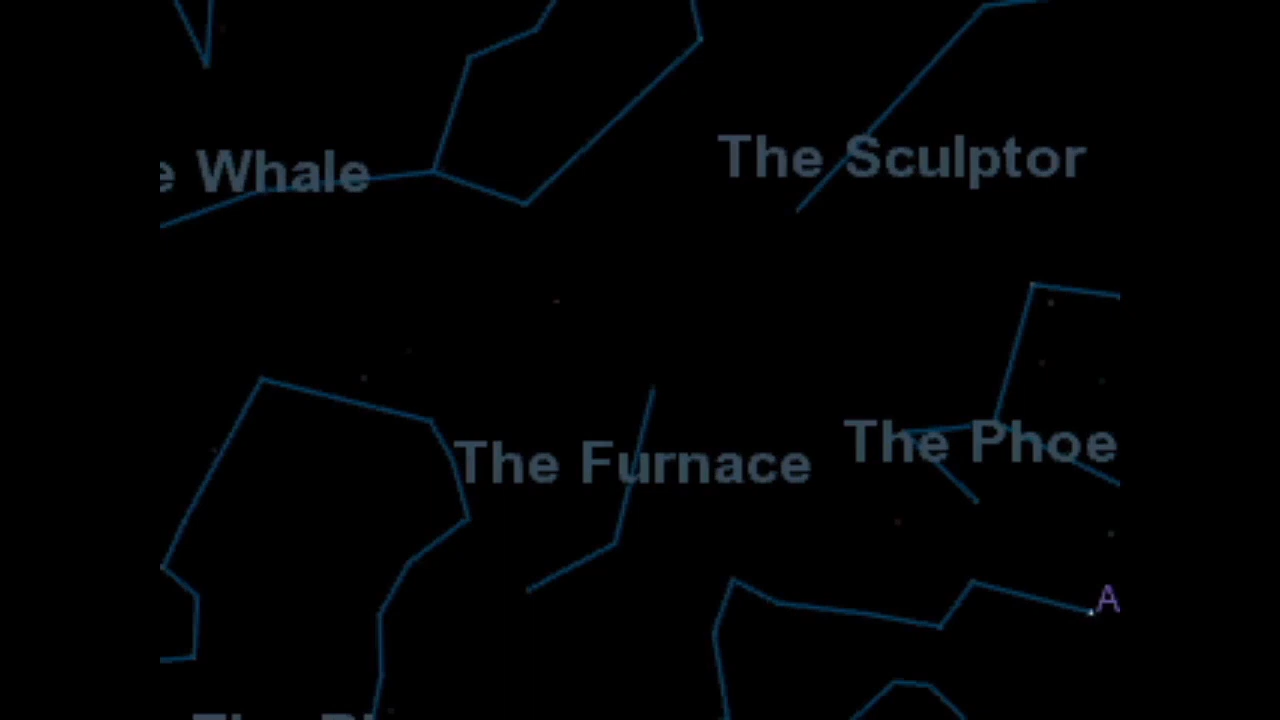 The Sculptor
e Whale
The Phoe
The Furnace
A